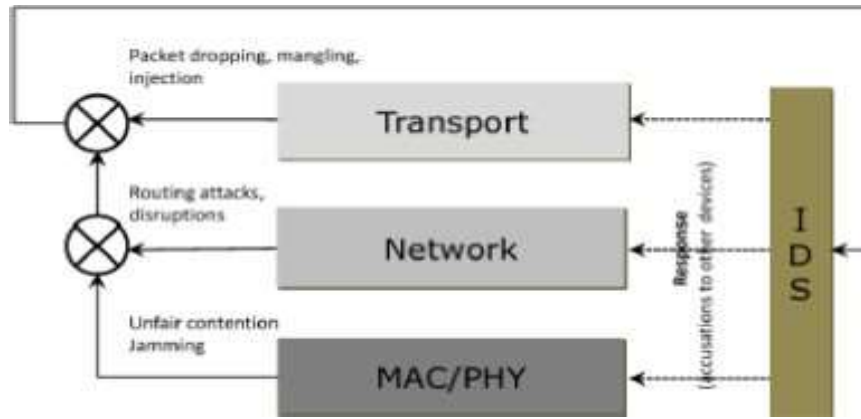 Packet dropping, mangling,
injection
Transport
Routing attacks,
disruptions
Network
Unfair contention
Jamming
MAC/PHY
Response
(accusations to other devices)
I
D
S